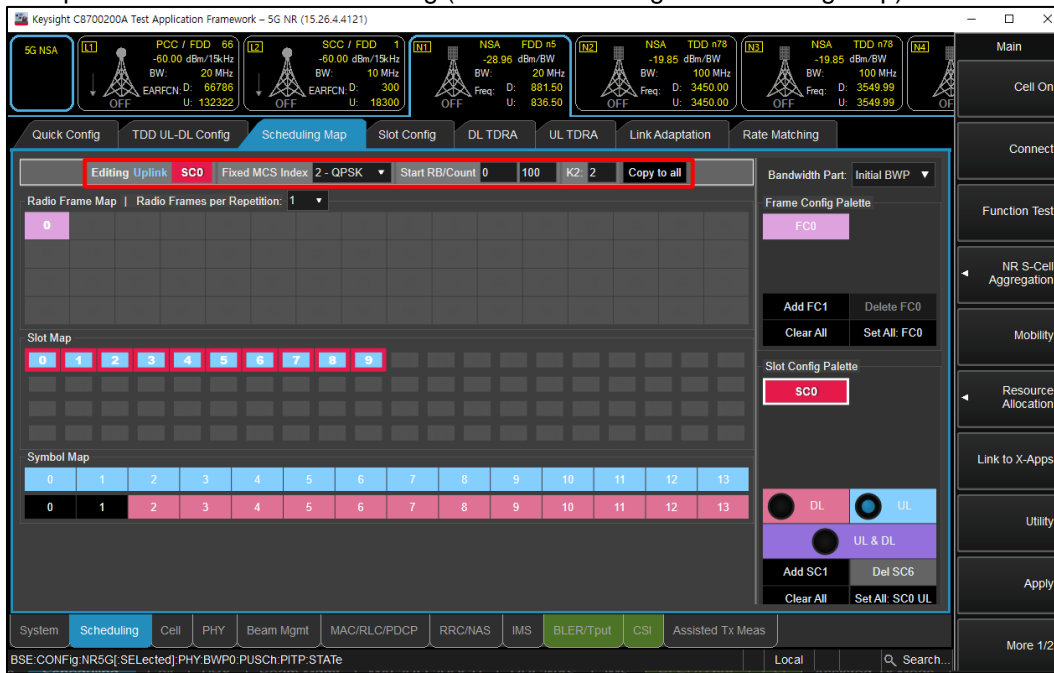 Keysight C8700200A Test Application Framework – 5G NR (15.26.4.4121)
5G NSA
L1 PCC / FDD 66
-60.00 dBm/15kHz
BW: 20 MHz
EARFCN: D: 66786
U: 132322
OFF
L2 SCC / FDD 1
-60.00 dBm/15kHz
BW: 10 MHz
EARFCN: D: 300
U: 18300
OFF
N1 NSA FDD n5
-28.96 dBm/BW
BW: 20 MHz
Freq: D: 881.50
U: 836.50
OFF
N2 NSA TDD n78
-19.85 dBm/BW
BW: 100 MHz
Freq: D: 3450.00
U: 3450.00
OFF
N3 NSA TDD n78
-19.85 dBm/BW
BW: 100 MHz
Freq: D: 3549.99
U: 3549.99
OFF
N4
OF
Main
Cell On
Connect
Function Test
NR S-Cell
Aggregation
Mobility
Resource
Allocation
Link to X-Apps
Utility
Apply
More 1/2
Quick Config TDD UL-DL Config Scheduling Map Slot Config DL TDRA UL TDRA Link Adaptation Rate Matching
Editing Uplink SC0 Fixed MCS Index 2 - QPSK Start RB/Count 0 100 K2: 2 Copy to all
Bandwidth Part: Initial BWP
Radio Frame Map | Radio Frames per Repetition: 1
0
Frame Config Palette
FC0
Add FC1 Delete FC0
Clear All Set All: FC0
Slot Map
0 1 2 3 4 5 6 7 8 9
Slot Config Palette
SC0
Symbol Map
0 1 2 3 4 5 6 7 8 9 10 11 12 13
0 1 2 3 4 5 6 7 8 9 10 11 12 13
DL UL
UL & DL
Add SC1 Del SC6
Clear All Set All: SC0 UL
System Scheduling Cell PHY Beam Mgmt MAC/RLC/PDCP RRC/NAS IMS BLER/Tput CSI Assisted Tx Meas
BSE:CONFig:NR5G[:SELected]:PHY:BWP0:PUSCh:PITP:STATe
Local Search...